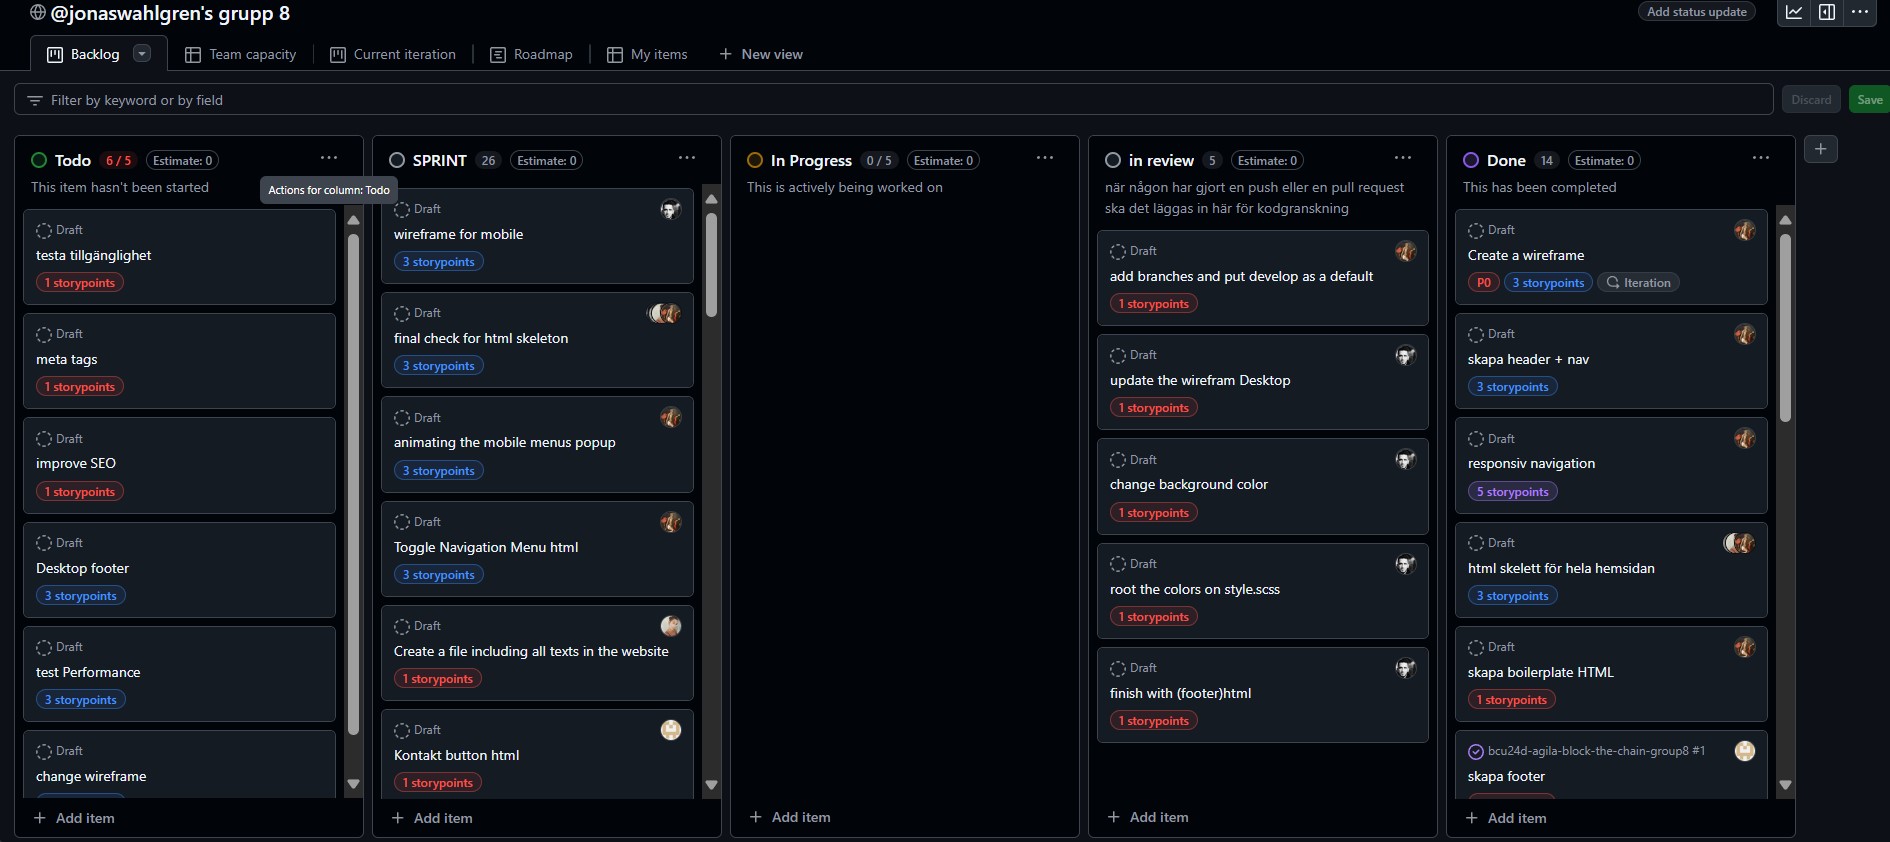 @jonaswahlgren's grupp 8
Add status update
Backlog
Team capacity
Current iteration
Roadmap
My items
New view
Filter by keyword or by field
Discard
Save
Todo 6 / 5 Estimate: 0
This item hasn't been started
Actions for column: Todo
Draft
testa tillgänglighet
1 storypoints
Draft
meta tags
1 storypoints
Draft
improve SEO
1 storypoints
Draft
Desktop footer
3 storypoints
Draft
test Performance
3 storypoints
Draft
change wireframe
Add item
SPRINT 26 Estimate: 0
Draft
wireframe for mobile
3 storypoints
Draft
final check for html skeleton
3 storypoints
Draft
animating the mobile menus popup
3 storypoints
Draft
Toggle Navigation Menu html
3 storypoints
Draft
Create a file including all texts in the website
1 storypoints
Draft
Kontakt button html
1 storypoints
Add item
In Progress 0 / 5 Estimate: 0
This is actively being worked on
Add item
in review 5 Estimate: 0
när någon har gjort en push eller en pull request
ska det läggas in här för kodgranskning
Draft
add branches and put develop as a default
1 storypoints
Draft
update the wirefram Desktop
1 storypoints
Draft
change background color
1 storypoints
Draft
root the colors on style.scss
1 storypoints
Draft
finish with (footer)html
1 storypoints
Add item
Done 14 Estimate: 0
This has been completed
Draft
Create a wireframe
P0 3 storypoints Iteration
Draft
skapa header + nav
3 storypoints
Draft
responsiv navigation
5 storypoints
Draft
html skelett för hela hemsidan
3 storypoints
Draft
skapa boilerplate HTML
1 storypoints
bcu24d-agila-block-the-chain-group8 #1
skapa footer
Add item